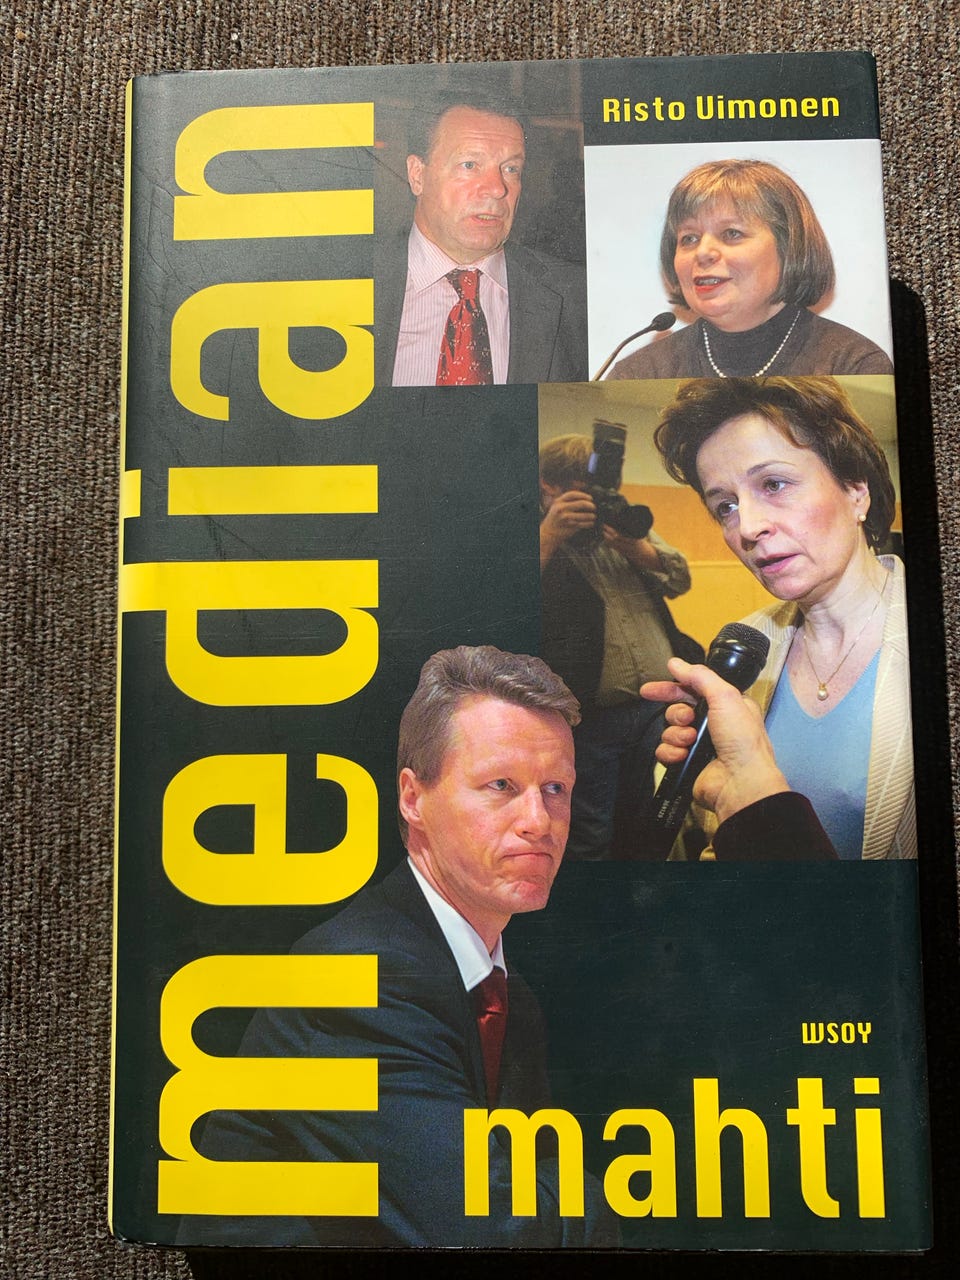 Risto Uimonen
median
WSOY
mahti